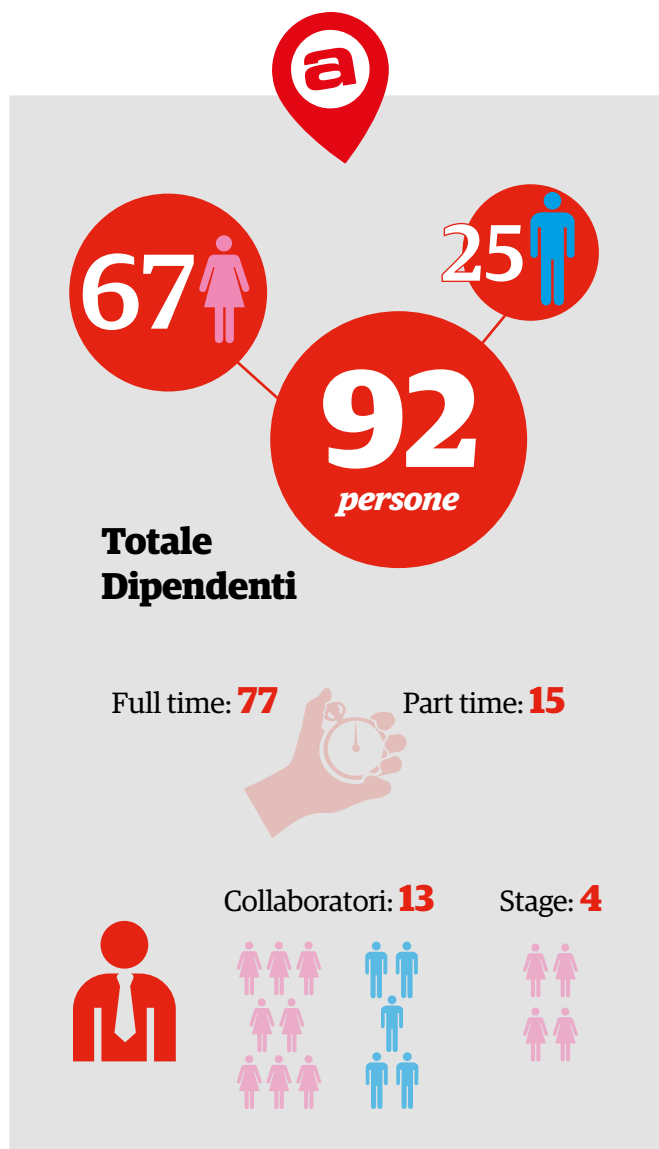 a
67
25
92
persone
Totale
Dipendenti
Full time: 77
Part time: 15
Collaboratori: 13
Stage: 4